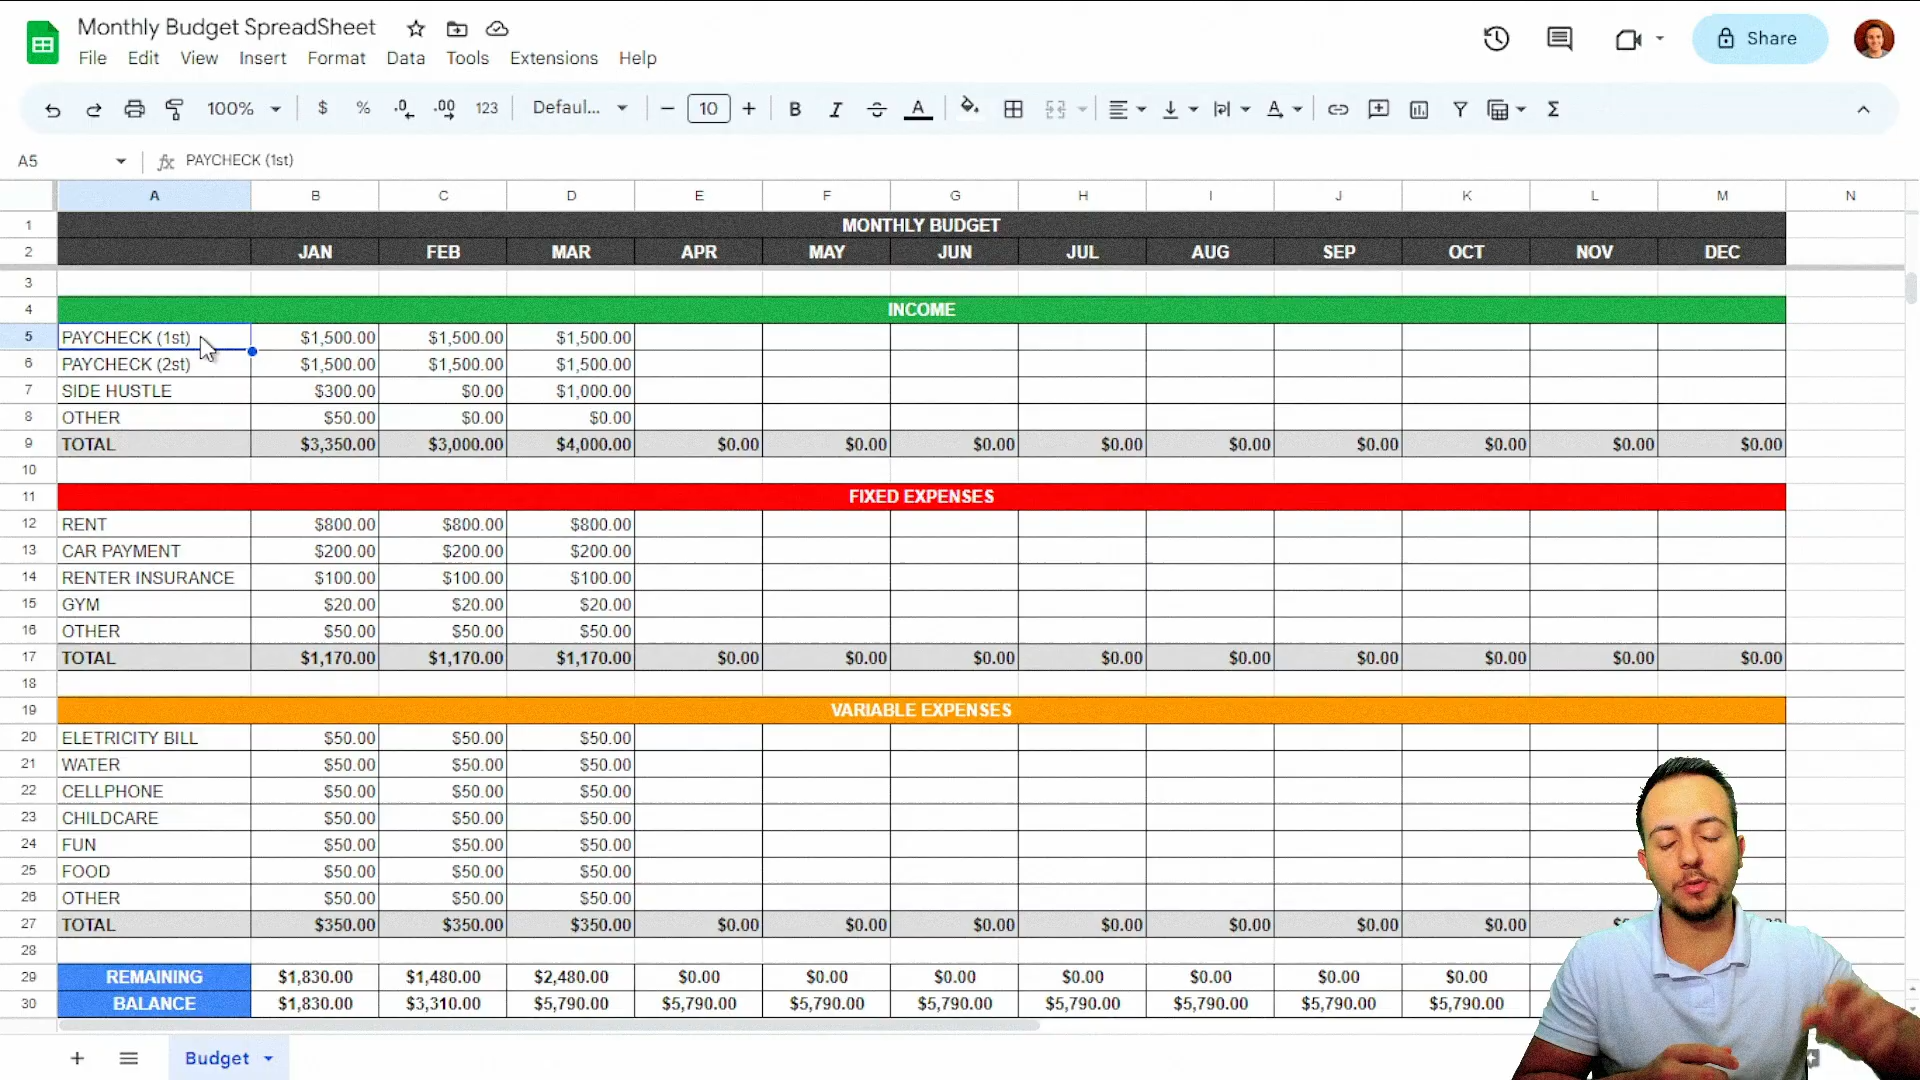 Monthly Budget SpreadSheet
File Edit View Insert Format Data Tools Extensions Help
Share
100% $ % .0 .00 123 Defaul... 10 B I A Σ
A5 fx PAYCHECK (1st)
A B C D E F G H I J K L M N
1 MONTHLY BUDGET
2 JAN FEB MAR APR MAY JUN JUL AUG SEP OCT NOV DEC
3
4 INCOME
5 PAYCHECK (1st) $1,500.00 $1,500.00 $1,500.00
6 PAYCHECK (2st) $1,500.00 $1,500.00 $1,500.00
7 SIDE HUSTLE $300.00 $0.00 $1,000.00
8 OTHER $50.00 $0.00 $0.00
9 TOTAL $3,350.00 $3,000.00 $4,000.00 $0.00 $0.00 $0.00 $0.00 $0.00 $0.00 $0.00 $0.00 $0.00
10
11 FIXED EXPENSES
12 RENT $800.00 $800.00 $800.00
13 CAR PAYMENT $200.00 $200.00 $200.00
14 RENTER INSURANCE $100.00 $100.00 $100.00
15 GYM $20.00 $20.00 $20.00
16 OTHER $50.00 $50.00 $50.00
17 TOTAL $1,170.00 $1,170.00 $1,170.00 $0.00 $0.00 $0.00 $0.00 $0.00 $0.00 $0.00 $0.00 $0.00
18
19 VARIABLE EXPENSES
20 ELETRICITY BILL $50.00 $50.00 $50.00
21 WATER $50.00 $50.00 $50.00
22 CELLPHONE $50.00 $50.00 $50.00
23 CHILDCARE $50.00 $50.00 $50.00
24 FUN $50.00 $50.00 $50.00
25 FOOD $50.00 $50.00 $50.00
26 OTHER $50.00 $50.00 $50.00
27 TOTAL $350.00 $350.00 $350.00 $0.00 $0.00 $0.00 $0.00 $0.00 $0.00 $0.00
28
29 REMAINING $1,830.00 $1,480.00 $2,480.00 $0.00 $0.00 $0.00 $0.00 $0.00 $0.00 $0.00
30 BALANCE $1,830.00 $3,310.00 $5,790.00 $5,790.00 $5,790.00 $5,790.00 $5,790.00 $5,790.00 $5,790.00 $5,790.00
Budget